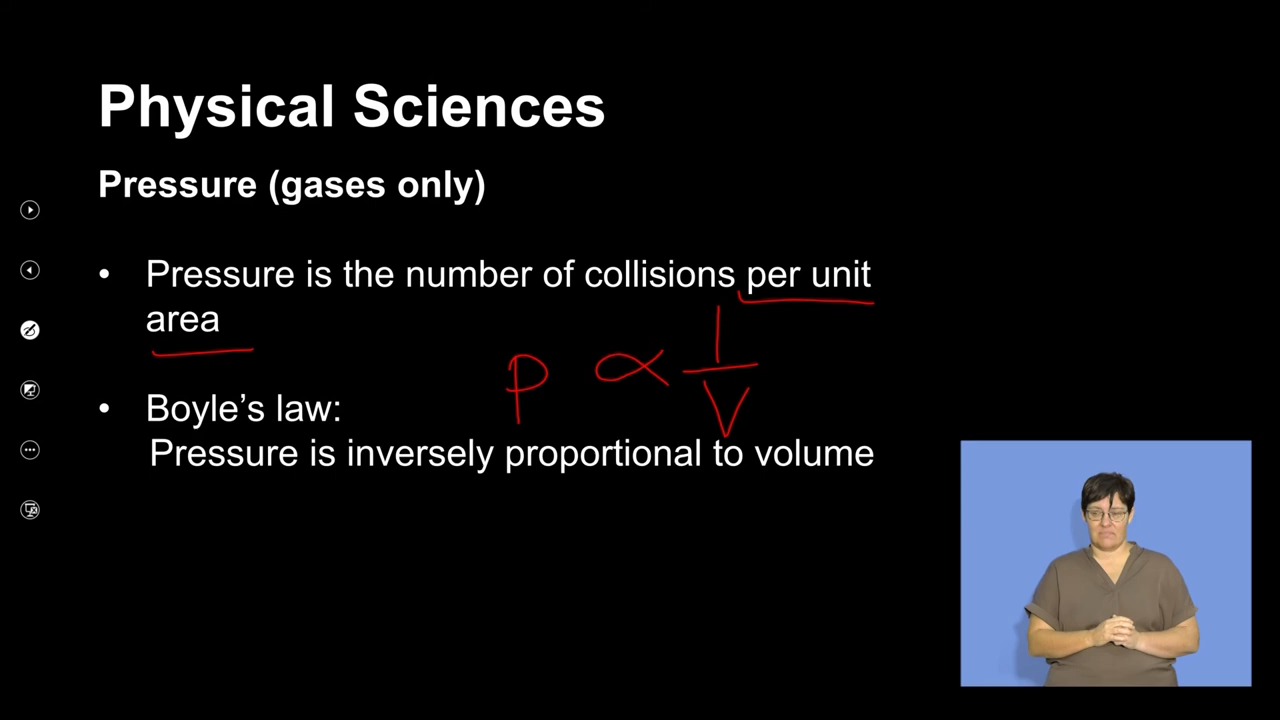 Physical Sciences
Pressure (gases only)
• Pressure is the number of collisions per unit
area
p ∝ 1/V
• Boyle’s law:
Pressure is inversely proportional to volume